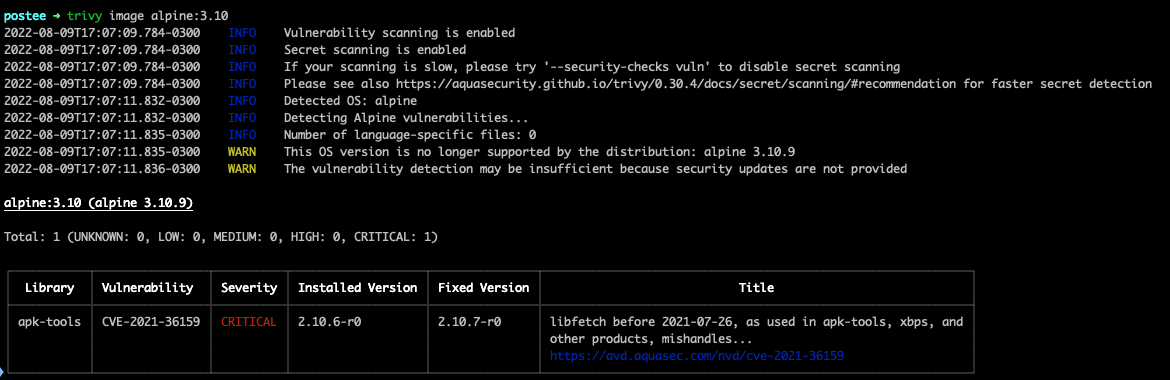 postee → trivy image alpine:3.10
2022-08-09T17:07:09.784-0300 INFO Vulnerability scanning is enabled
2022-08-09T17:07:09.784-0300 INFO Secret scanning is enabled
2022-08-09T17:07:09.784-0300 INFO If your scanning is slow, please try '--security-checks vuln' to disable secret scanning
2022-08-09T17:07:09.784-0300 INFO Please see also https://aquasecurity.github.io/trivy/0.30.4/docs/secret/scanning/#recommendation for faster secret detection
2022-08-09T17:07:11.832-0300 INFO Detected OS: alpine
2022-08-09T17:07:11.832-0300 INFO Detecting Alpine vulnerabilities...
2022-08-09T17:07:11.835-0300 INFO Number of language-specific files: 0
2022-08-09T17:07:11.835-0300 WARN This OS version is no longer supported by the distribution: alpine 3.10.9
2022-08-09T17:07:11.836-0300 WARN The vulnerability detection may be insufficient because security updates are not provided
alpine:3.10 (alpine 3.10.9)
Total: 1 (UNKNOWN: 0, LOW: 0, MEDIUM: 0, HIGH: 0, CRITICAL: 1)
Library Vulnerability Severity Installed Version Fixed Version Title
apk-tools CVE-2021-36159 CRITICAL 2.10.6-r0 2.10.7-r0 libfetch before 2021-07-26, as used in apk-tools, xbps, and
other products, mishandles...
https://avd.aquasec.com/nvd/cve-2021-36159